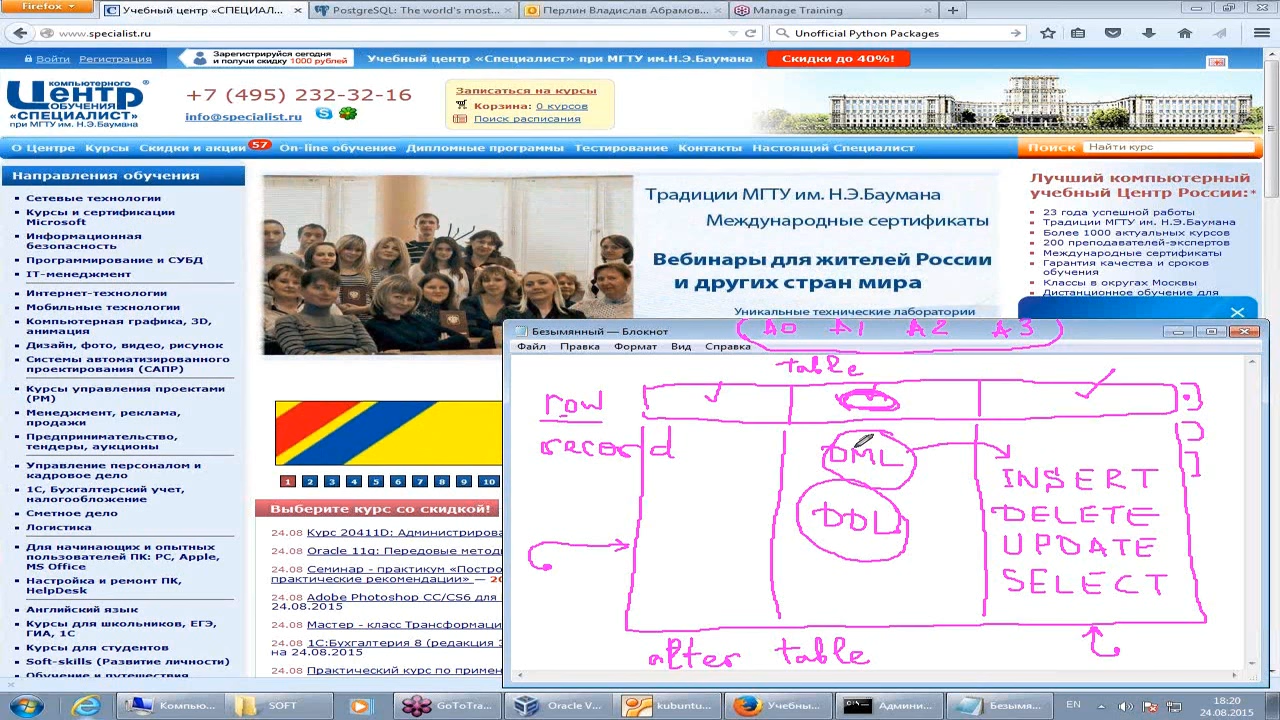 Firefox
Учебный центр «СПЕЦИАЛ...
PostgreSQL: The world's most...
Перлин Владислав Абрамов...
Manage Training
www.specialist.ru
Unofficial Python Packages
Войти Регистрация
Зарегистрируйся сегодня
и получи скидку 1000 рублей
Учебный центр «Специалист» при МГТУ им.Н.Э.Баумана
Скидки до 40%!
компьютерного
Центр
ОБУЧЕНИЯ
«СПЕЦИАЛИСТ»
при МГТУ им. Н.Э.Баумана
+7 (495) 232-32-16
info@specialist.ru
Записаться на курсы
Корзина: 0 курсов
Поиск расписания
О Центре Курсы Скидки и акции 57 On-line обучение Дипломные программы Тестирование Контакты Настоящий Специалист
Поиск Найти курс
Направления обучения
Сетевые технологии
Курсы и сертификации
Microsoft
Информационная
безопасность
Программирование и СУБД
IT-менеджмент
Интернет-технологии
Мобильные технологии
Компьютерная графика, 3D,
анимация
Дизайн, фото, видео, рисунок
Системы автоматизированного
проектирования (САПР)
Курсы управления проектами
(PM)
Менеджмент, реклама,
продажи
Предпринимательство,
тендеры, аукционы
Управление персоналом и
кадровое дело
1С, Бухгалтерский учет,
налогообложение
Сметное дело
Логистика
Для начинающих и опытных
пользователей ПК: PC, Apple,
MS Office
Настройка и ремонт ПК,
HelpDesk
Английский язык
Курсы для школьников, ЕГЭ,
ГИА, 1С
Курсы для студентов
Soft-skills (Развитие личности)
Обучение и путешествия
Традиции МГТУ им. Н.Э.Баумана
Международные сертификаты
Вебинары для жителей России
и других стран мира
Уникальные технические лаборатории
Лучший компьютерный
учебный Центр России:*
23 года успешной работы
Традиции МГТУ им. Н.Э.Баумана
Более 1000 актуальных курсов
200 преподавателей-экспертов
Международные сертификаты
Гарантия качества и сроков
обучения
Классы в округах Москвы
Дистанционное обучение для
1 2 3 4 5 6 7 8 9 10
Выберите курс со скидкой!
24.08 Курс 20411D: Администрирова
24.08 Oracle 11g: Передовые метод
24.08 Семинар - практикум «Постро
практические рекомендации» — 20
24.08 Adobe Photoshop CC/CS6 для
24.08.2015
24.08 Мастер - класс Трансформаци
24.08 1С:Бухгалтерия 8 (редакция 3
на 24.08.2015
24.08 Практический курс по примен
Безымянный — Блокнот
Файл Правка Формат Вид Справка
A0 A1 A2 A3
table
row
record
DML
DDL
INSERT
DELETE
UPDATE
SELECT
alter table
Компью...
SOFT
GoToTra...
Oracle V...
kubuntu...
Учебны...
Админи...
Безымя...
EN
18:20
24.08.2015